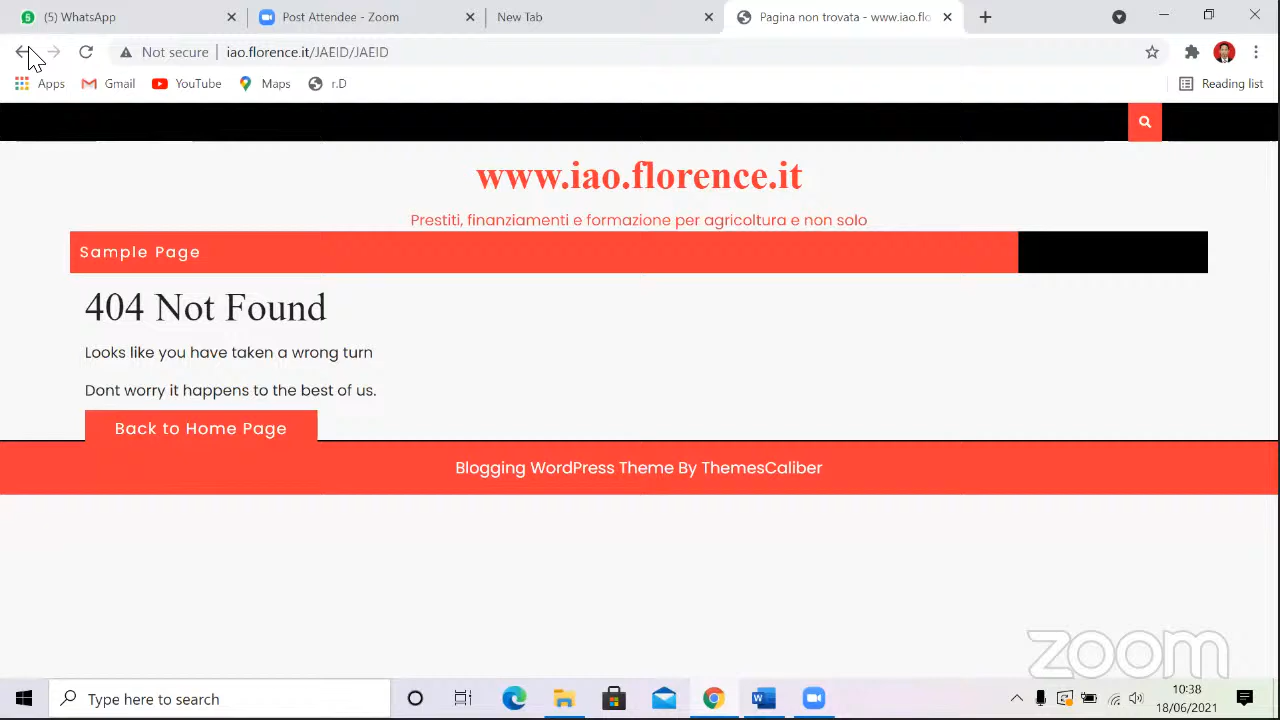 (5) WhatsApp
Post Attendee - Zoom
New Tab
Pagina non trovata - www.iao.flo
Not secure
iao.florence.it/JAEID/JAEID
Apps
Gmail
YouTube
Maps
r.D
Reading list
www.iao.florence.it
Prestiti, finanziamenti e formazione per agricoltura e non solo
Sample Page
404 Not Found
Looks like you have taken a wrong turn
Dont worry it happens to the best of us.
Back to Home Page
Blogging WordPress Theme By ThemesCaliber
zoom
Type here to search
10:38
18/06/2021